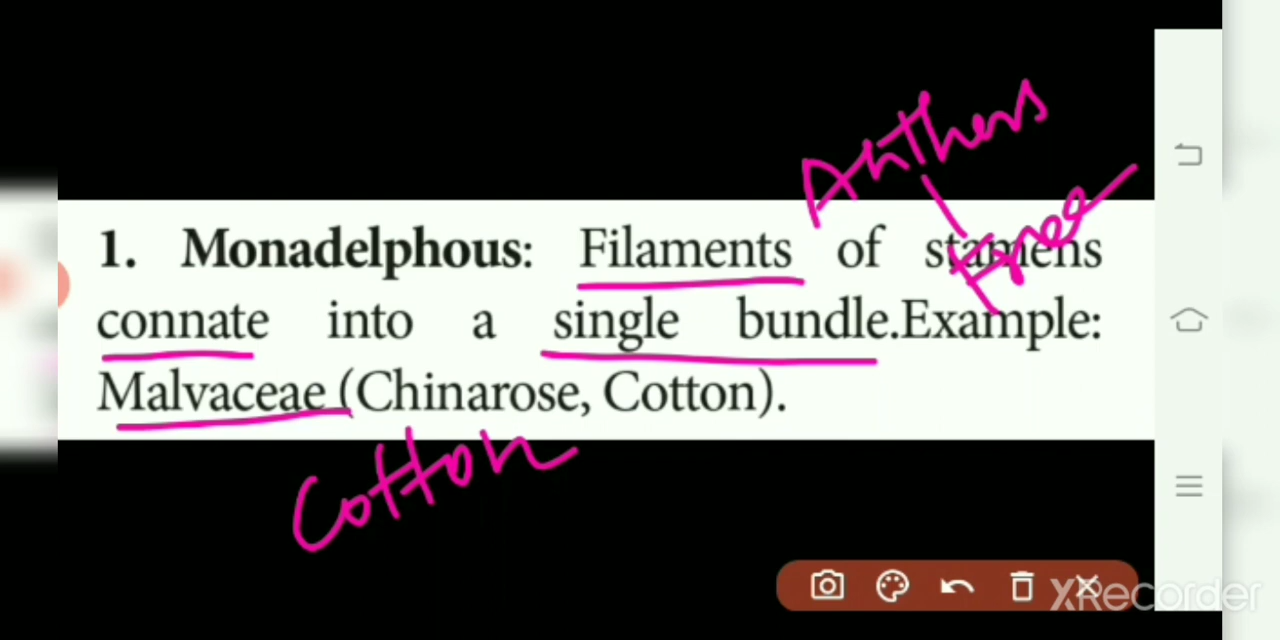 Anthers
Free
1. Monadelphous: Filaments of stamens
connate into a single bundle.Example:
Malvaceae (Chinarose, Cotton).
Cotton
XRecorder